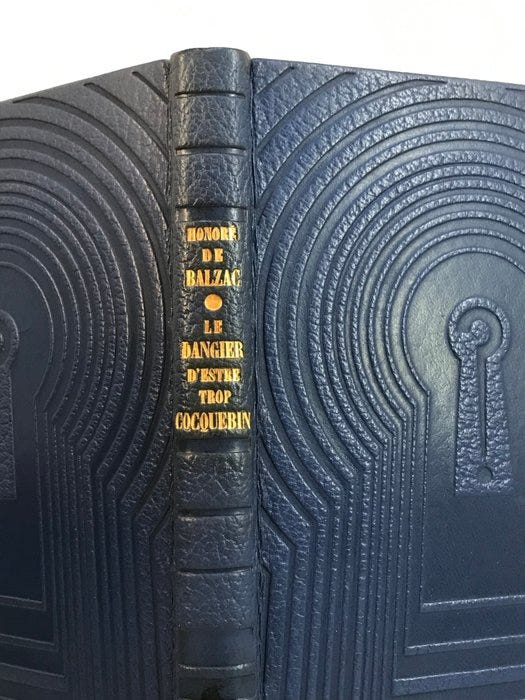 HONORÉ
DE
BALZAC
LE
DANGIER
D'ESTRE
TROP
COCQUEBIN